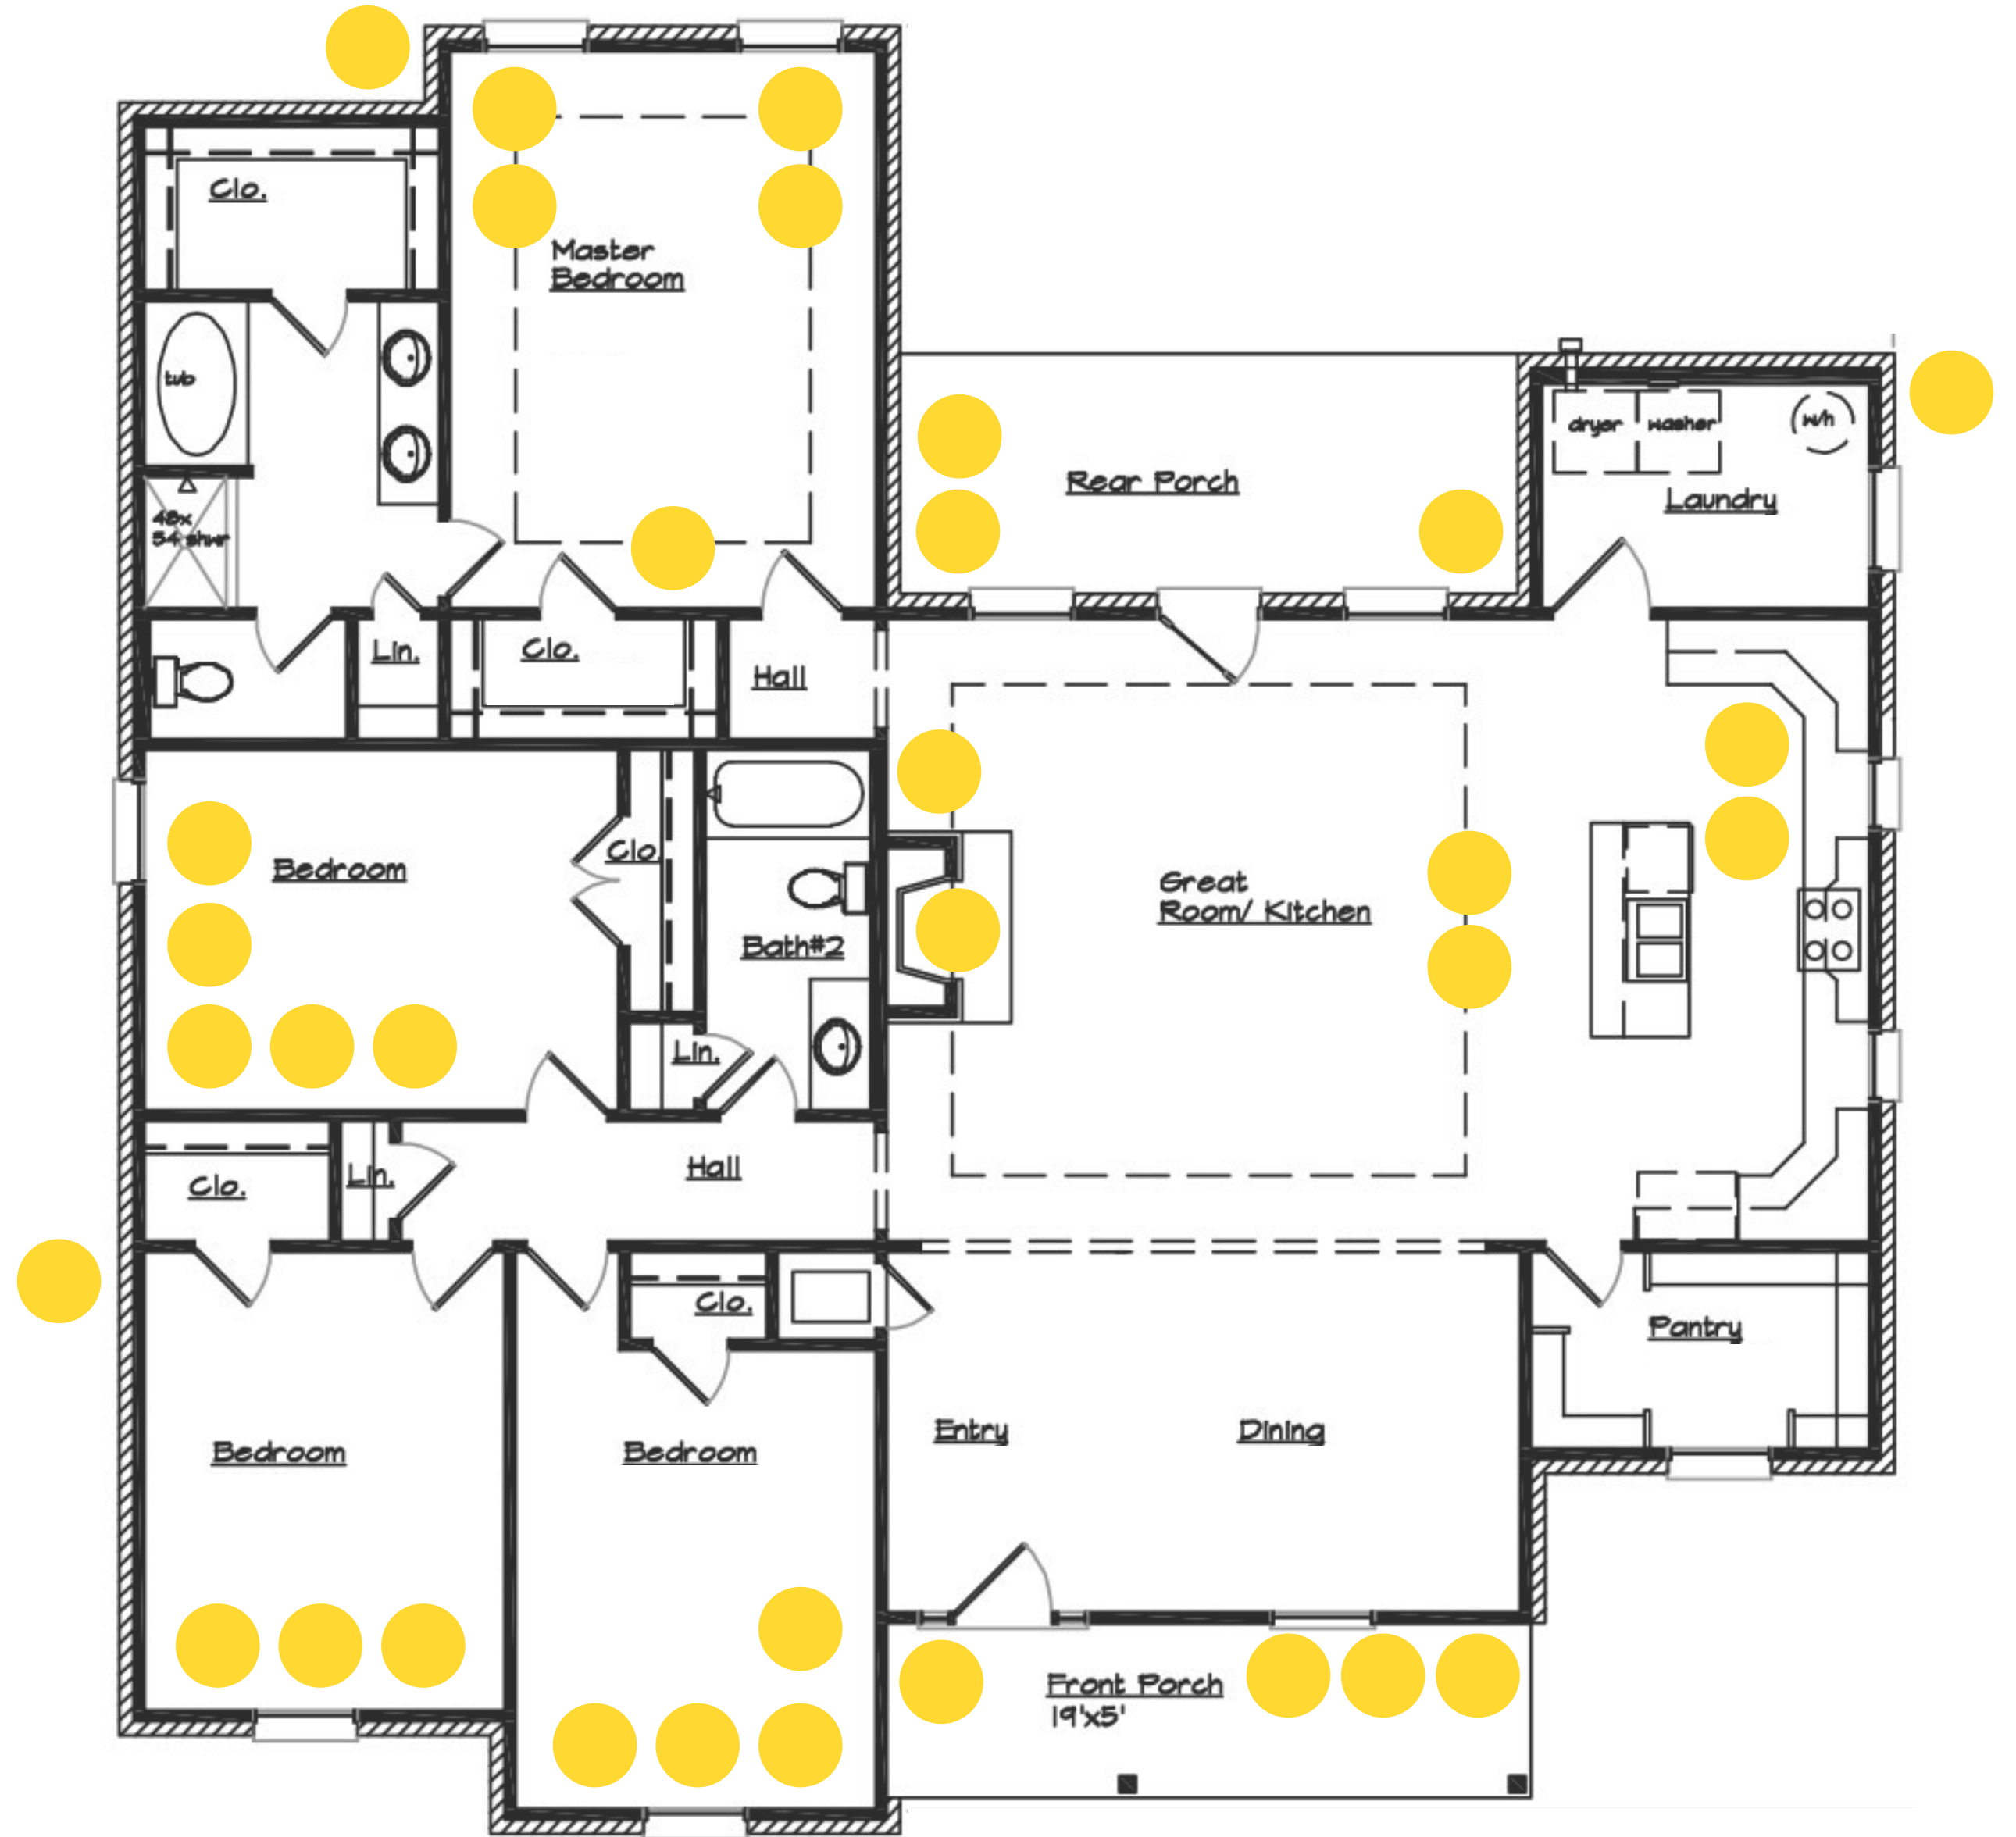 Clo.
Master
Bedroom
tub
48x
54 shwr
Rear Porch
dryer
washer
w/h
Laundry
Lin.
Clo.
Hall
Bedroom
Clo.
Bath#2
Lin.
Great
Room/ Kitchen
Clo.
Lin.
Hall
Clo.
Pantry
Bedroom
Bedroom
Entry
Dining
Front Porch
19'x5'